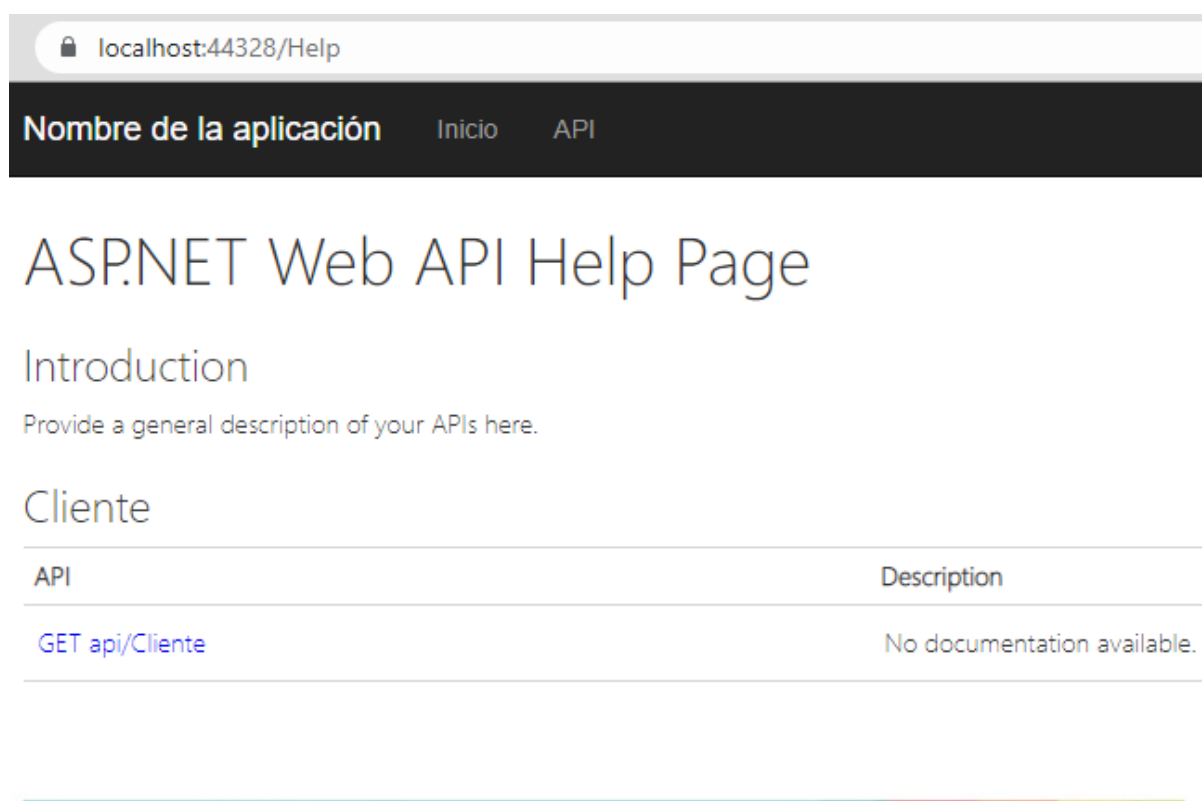 localhost:44328/Help
Nombre de la aplicación Inicio API
ASP.NET Web API Help Page
Introduction
Provide a general description of your APIs here.
Cliente
API Description
GET api/Cliente No documentation available.